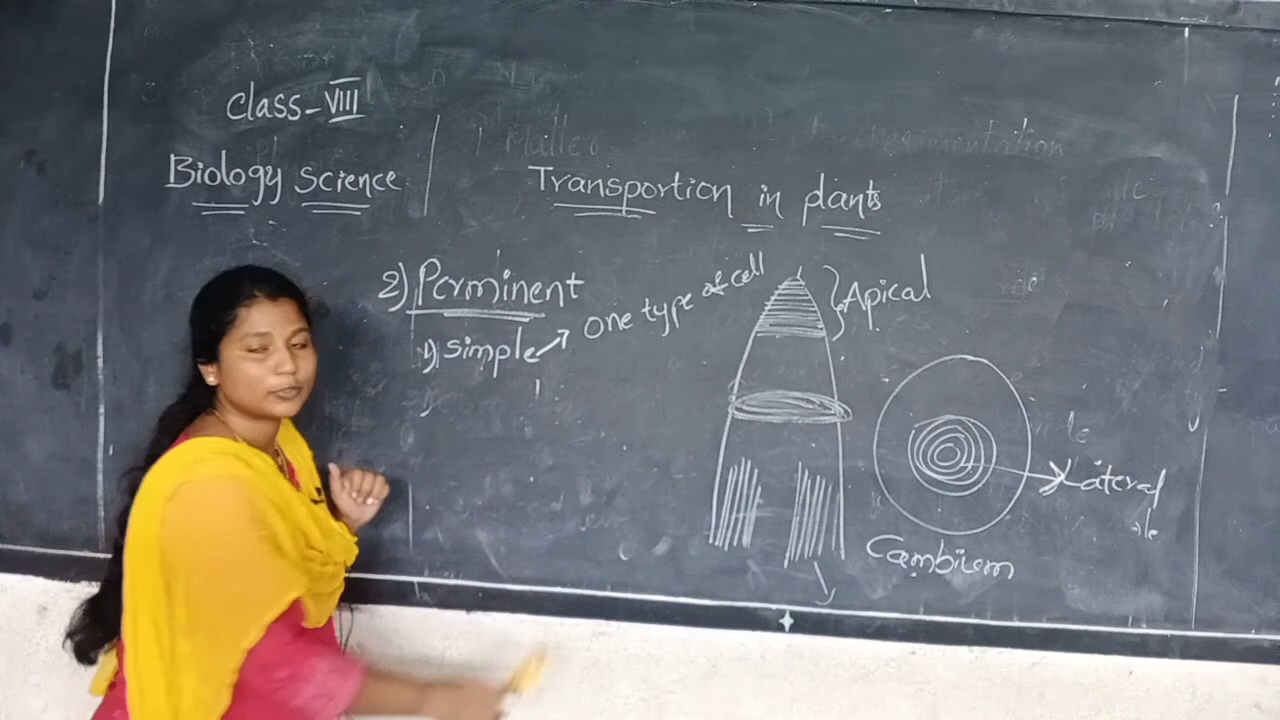 Class-VIII
Biology Science
Transportion in plants
2) Perminent
1) Simple → One type of cell
Apical
Lateral
Cambium